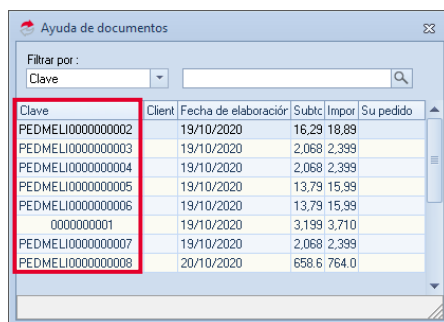 Ayuda de documentos
Filtrar por :
Clave
Clave Client Fecha de elaboración Subtc Impor Su pedido
PEDMELI0000000002 19/10/2020 16,29 18,89
PEDMELI0000000003 19/10/2020 2,068 2,399
PEDMELI0000000004 19/10/2020 2,068 2,399
PEDMELI0000000005 19/10/2020 13,79 15,99
PEDMELI0000000006 19/10/2020 13,79 15,99
0000000001 19/10/2020 3,199 3,710
PEDMELI0000000007 19/10/2020 2,068 2,399
PEDMELI0000000008 20/10/2020 658.6 764.0